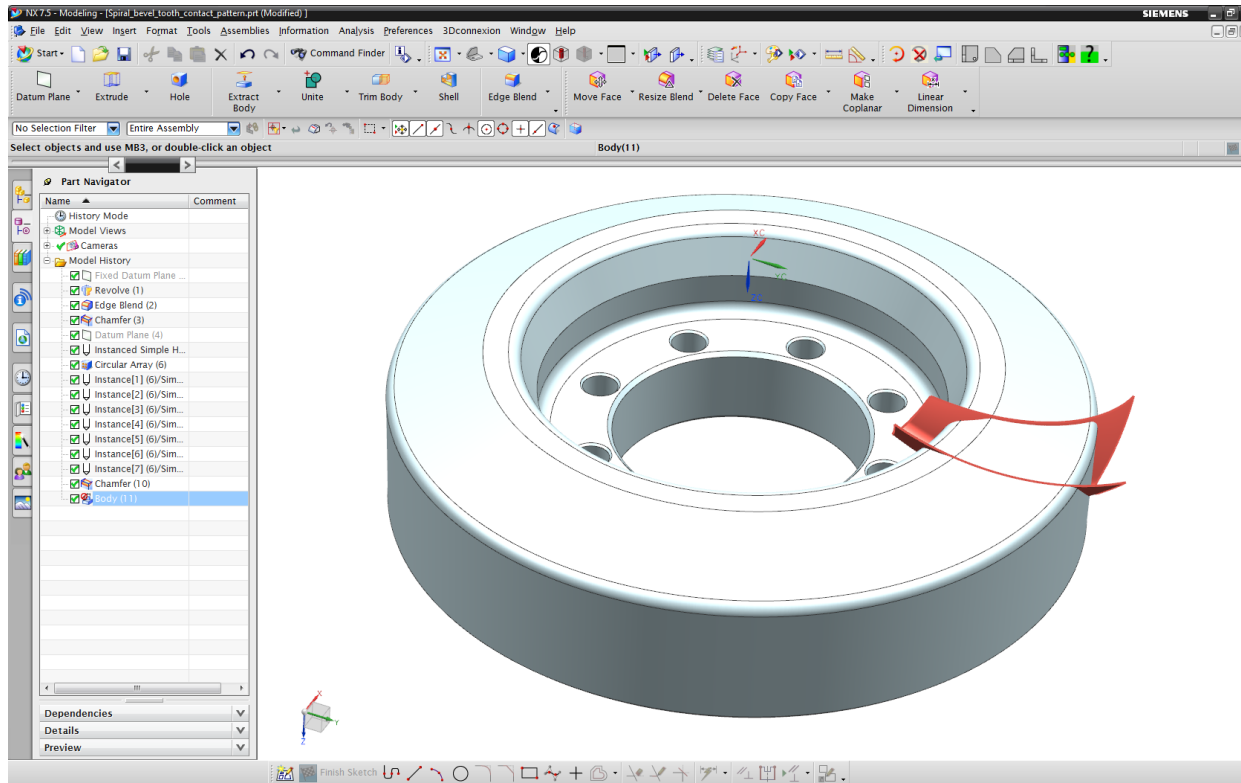 NX 7.5 - Modeling - [Spiral_bevel_tooth_contact_pattern.prt (Modified) ]
SIEMENS
File Edit View Insert Format Tools Assemblies Information Analysis Preferences 3Dconnexion Window Help
Start Command Finder
Datum Plane Extrude Hole Extract Body Unite Trim Body Shell Edge Blend Move Face Resize Blend Delete Face Copy Face Make Coplanar Linear Dimension
No Selection Filter Entire Assembly
Select objects and use MB3, or double-click an object
Body(11)
Part Navigator
Name Comment
History Mode
Model Views
Cameras
Model History
Fixed Datum Plane ...
Revolve (1)
Edge Blend (2)
Chamfer (3)
Datum Plane (4)
Instanced Simple H...
Circular Array (6)
Instance[1] (6)/Sim...
Instance[2] (6)/Sim...
Instance[3] (6)/Sim...
Instance[4] (6)/Sim...
Instance[5] (6)/Sim...
Instance[6] (6)/Sim...
Instance[7] (6)/Sim...
Chamfer (10)
Body (11)
XC
YC
ZC
X
Y
Z
Dependencies
Details
Preview
Finish Sketch